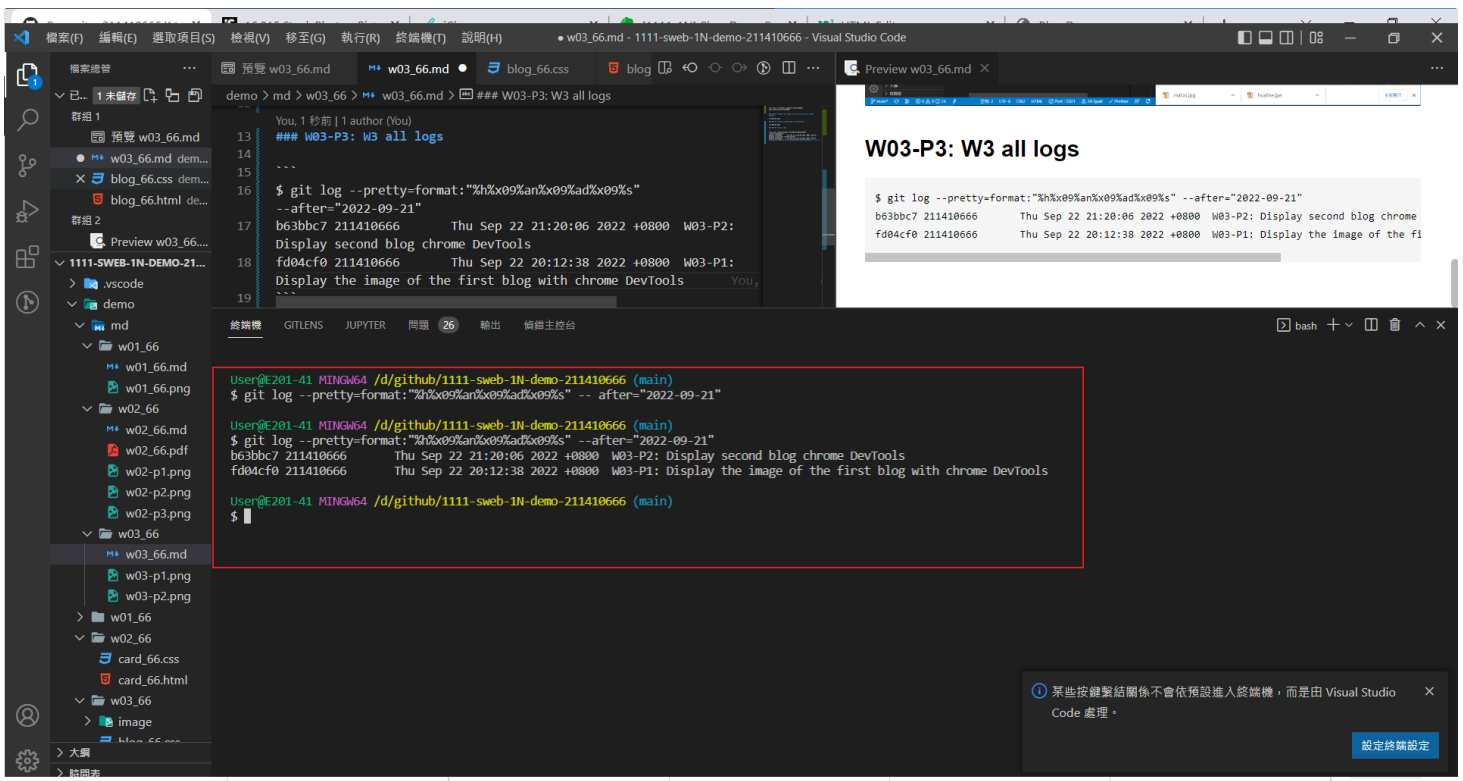 檔案(F) 編輯(E) 選取項目(S) 檢視(V) 移至(G) 執行(R) 終端機(T) 說明(H) ● w03_66.md - 1111-sweb-1N-demo-211410666 - Visual Studio Code
檔案總管 ···
已... 1 未儲存
群組 1
預覽 w03_66.md
w03_66.md dem...
blog_66.css dem...
blog_66.html de...
群組 2
Preview w03_66....
1111-SWEB-1N-DEMO-21...
.vscode
demo
md
w01_66
w01_66.md
w01_66.png
w02_66
w02_66.md
w02_66.pdf
w02-p1.png
w02-p2.png
w02-p3.png
w03_66
w03_66.md
w03-p1.png
w03-p2.png
w01_66
w02_66
card_66.css
card_66.html
w03_66
image
大綱
時間表
預覽 w03_66.md w03_66.md ● blog_66.css blog
demo > md > w03_66 > w03_66.md > ### W03-P3: W3 all logs
You, 1 秒前 | 1 author (You)
13 ### W03-P3: W3 all logs
14
15 ```
16 $ git log --pretty=format:"%h%x09%an%x09%ad%x09%s"
--after="2022-09-21"
17 b63bbc7 211410666 Thu Sep 22 21:20:06 2022 +0800 W03-P2:
Display second blog chrome DevTools
18 fd04cf0 211410666 Thu Sep 22 20:12:38 2022 +0800 W03-P1:
Display the image of the first blog with chrome DevTools You,
19 ```
Preview w03_66.md
W03-P3: W3 all logs
$ git log --pretty=format:"%h%x09%an%x09%ad%x09%s" --after="2022-09-21"
b63bbc7 211410666 Thu Sep 22 21:20:06 2022 +0800 W03-P2: Display second blog chrome
fd04cf0 211410666 Thu Sep 22 20:12:38 2022 +0800 W03-P1: Display the image of the fi
終端機 GITLENS JUPYTER 問題 26 輸出 偵錯主控台 bash
User@E201-41 MINGW64 /d/github/1111-sweb-1N-demo-211410666 (main)
$ git log --pretty=format:"%h%x09%an%x09%ad%x09%s" -- after="2022-09-21"
User@E201-41 MINGW64 /d/github/1111-sweb-1N-demo-211410666 (main)
$ git log --pretty=format:"%h%x09%an%x09%ad%x09%s" --after="2022-09-21"
b63bbc7 211410666 Thu Sep 22 21:20:06 2022 +0800 W03-P2: Display second blog chrome DevTools
fd04cf0 211410666 Thu Sep 22 20:12:38 2022 +0800 W03-P1: Display the image of the first blog with chrome DevTools
User@E201-41 MINGW64 /d/github/1111-sweb-1N-demo-211410666 (main)
$
某些按鍵繫結關係不會依預設進入終端機，而是由 Visual Studio
Code 處理。
設定終端設定